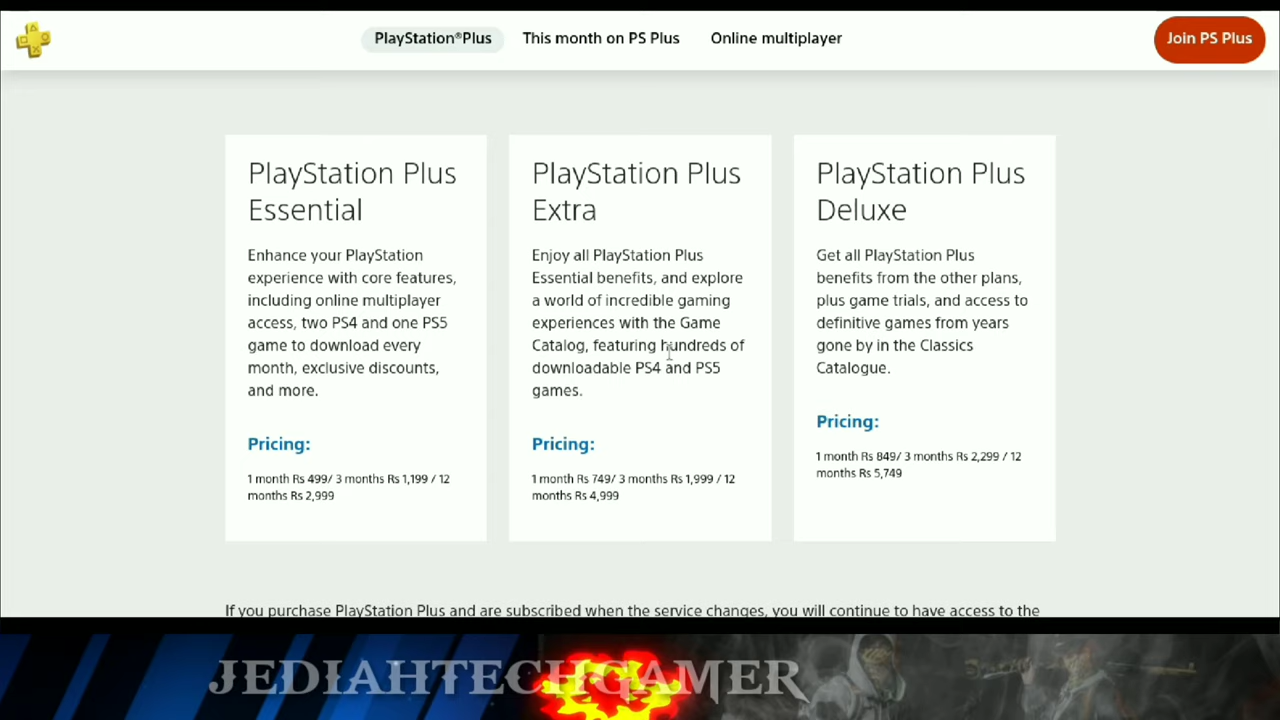 PlayStation®Plus
This month on PS Plus
Online multiplayer
Join PS Plus
PlayStation Plus
Essential
Enhance your PlayStation
experience with core features,
including online multiplayer
access, two PS4 and one PS5
game to download every
month, exclusive discounts,
and more.
Pricing:
1 month Rs 499/ 3 months Rs 1,199 / 12
months Rs 2,999
PlayStation Plus
Extra
Enjoy all PlayStation Plus
Essential benefits, and explore
a world of incredible gaming
experiences with the Game
Catalog, featuring hundreds of
downloadable PS4 and PS5
games.
Pricing:
1 month Rs 749/ 3 months Rs 1,999 / 12
months Rs 4,999
PlayStation Plus
Deluxe
Get all PlayStation Plus
benefits from the other plans,
plus game trials, and access to
definitive games from years
gone by in the Classics
Catalogue.
Pricing:
1 month Rs 849/ 3 months Rs 2,299 / 12
months Rs 5,749
If you purchase PlayStation Plus and are subscribed when the service changes, you will continue to have access to the
JEDIAHTECHGAMER